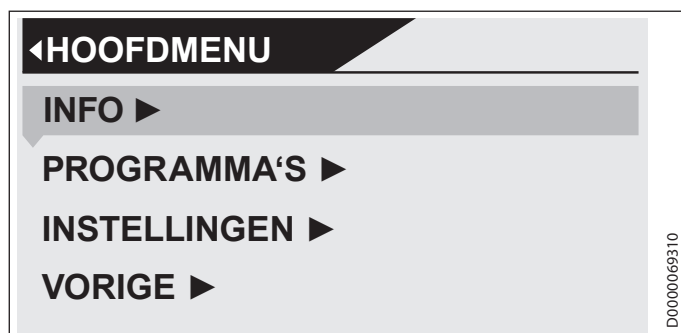 ◄HOOFDMENU
INFO ►
PROGRAMMA‘S ►
INSTELLINGEN ►
VORIGE ►
D0000069310